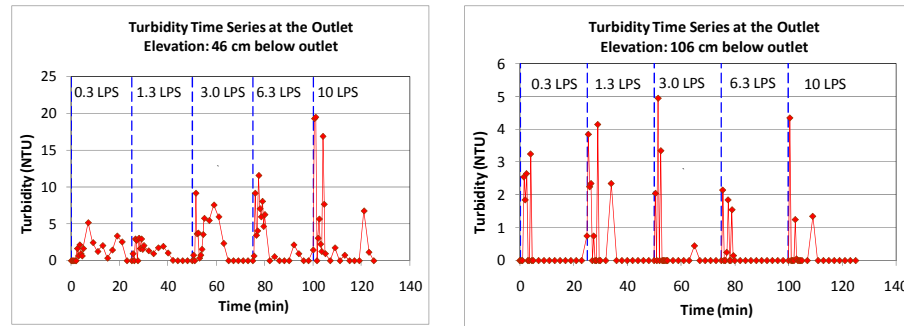 Turbidity Time Series at the Outlet
Elevation: 46 cm below outlet
25
20
15
10
5
0
0.3 LPS
1.3 LPS
3.0 LPS
6.3 LPS
10 LPS
0
20
40
60
80
100
120
140
Turbidity (NTU)
Time (min)
Turbidity Time Series at the Outlet
Elevation: 106 cm below outlet
6
5
4
3
2
1
0
0.3 LPS
1.3 LPS
3.0 LPS
6.3 LPS
10 LPS
0
20
40
60
80
100
120
140
Turbidity (NTU)
Time (min)